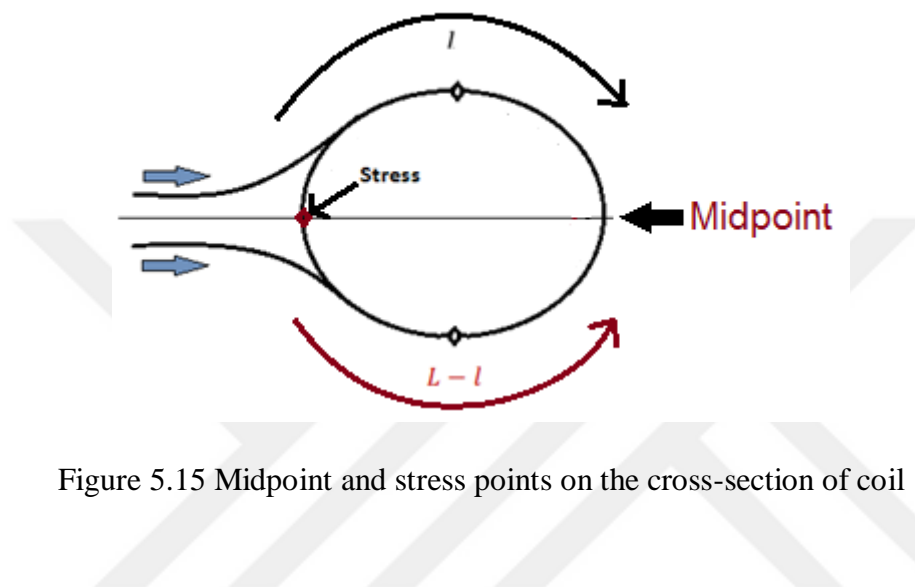 l
Stress
Midpoint
L − l
Figure 5.15 Midpoint and stress points on the cross-section of coil